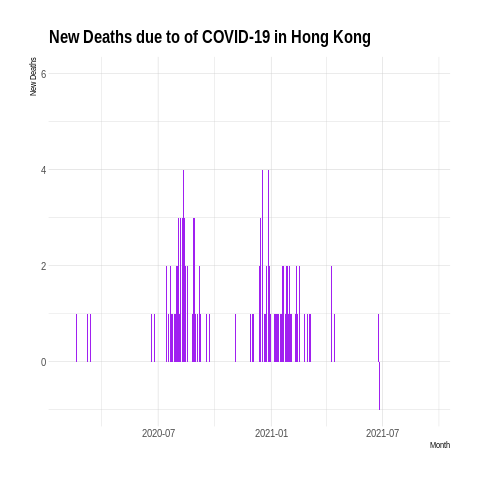 New Deaths due to of COVID-19 in Hong Kong
New Deaths
6
4
2
0
2020-07 2021-01 2021-07
Month